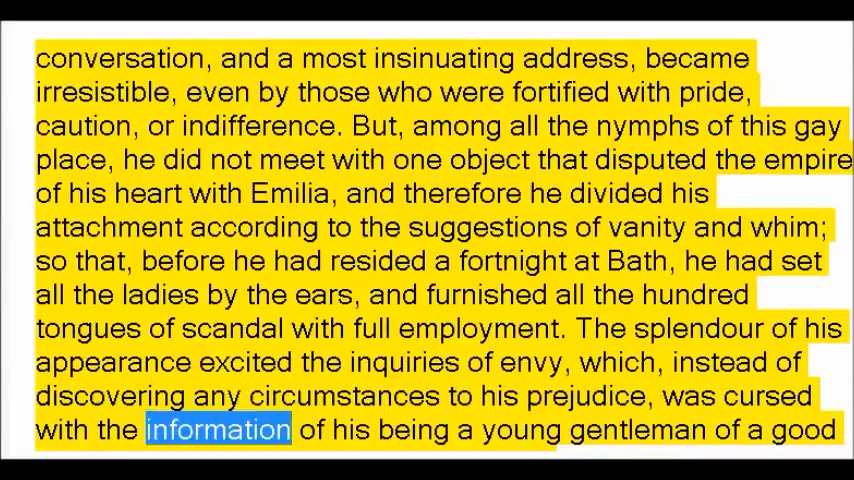 conversation, and a most insinuating address, became
irresistible, even by those who were fortified with pride,
caution, or indifference. But, among all the nymphs of this gay
place, he did not meet with one object that disputed the empire
of his heart with Emilia, and therefore he divided his
attachment according to the suggestions of vanity and whim;
so that, before he had resided a fortnight at Bath, he had set
all the ladies by the ears, and furnished all the hundred
tongues of scandal with full employment. The splendour of his
appearance excited the inquiries of envy, which, instead of
discovering any circumstances to his prejudice, was cursed
with the information of his being a young gentleman of a good